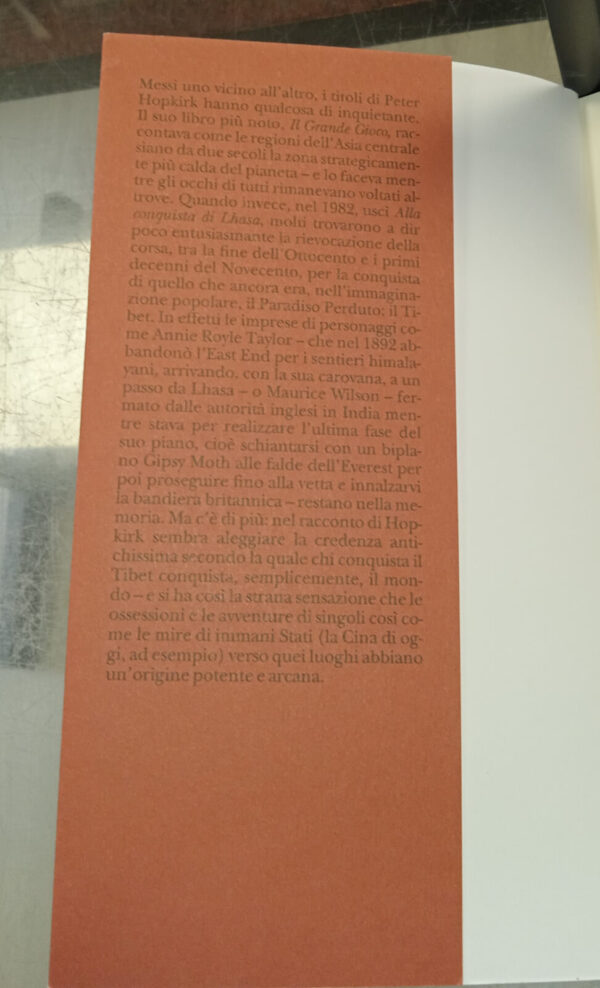 Messi uno vicino all'altro, i titoli di Peter
Hopkirk hanno qualcosa di inquietante.
Il suo libro più noto, Il Grande Gioco, rac-
contava come le regioni dell'Asia centrale
siano da due secoli la zona strategicamen-
te più calda del pianeta – e lo faceva men-
tre gli occhi di tutti rimanevano voltati al-
trove. Quando invece, nel 1982, uscì Alla
conquista di Lhasa, molti trovarono a dir
poco entusiasmante la rievocazione della
corsa, tra la fine dell'Ottocento e i primi
decenni del Novecento, per la conquista
di quello che ancora era, nell'immagina-
zione popolare, il Paradiso Perduto: il Ti-
bet. In effetti le imprese di personaggi co-
me Annie Royle Taylor – che nel 1892 ab-
bandonò l'East End per i sentieri himala-
yani, arrivando, con la sua carovana, a un
passo da Lhasa – o Maurice Wilson – fer-
mato dalle autorità inglesi in India men-
tre stava per realizzare l'ultima fase del
suo piano, cioè schiantarsi con un bipla-
no Gipsy Moth alle falde dell'Everest per
poi proseguire fino alla vetta e innalzarvi
la bandiera britannica – restano nella me-
moria. Ma c'è di più: nel racconto di Hop-
kirk sembra aleggiare la credenza anti-
chissima secondo la quale chi conquista il
Tibet conquista, semplicemente, il mon-
do – e si ha così la strana sensazione che le
ossessioni e le avventure di singoli così co-
me le mire di immani Stati (la Cina di og-
gi, ad esempio) verso quei luoghi abbiano
un'origine potente e arcana.